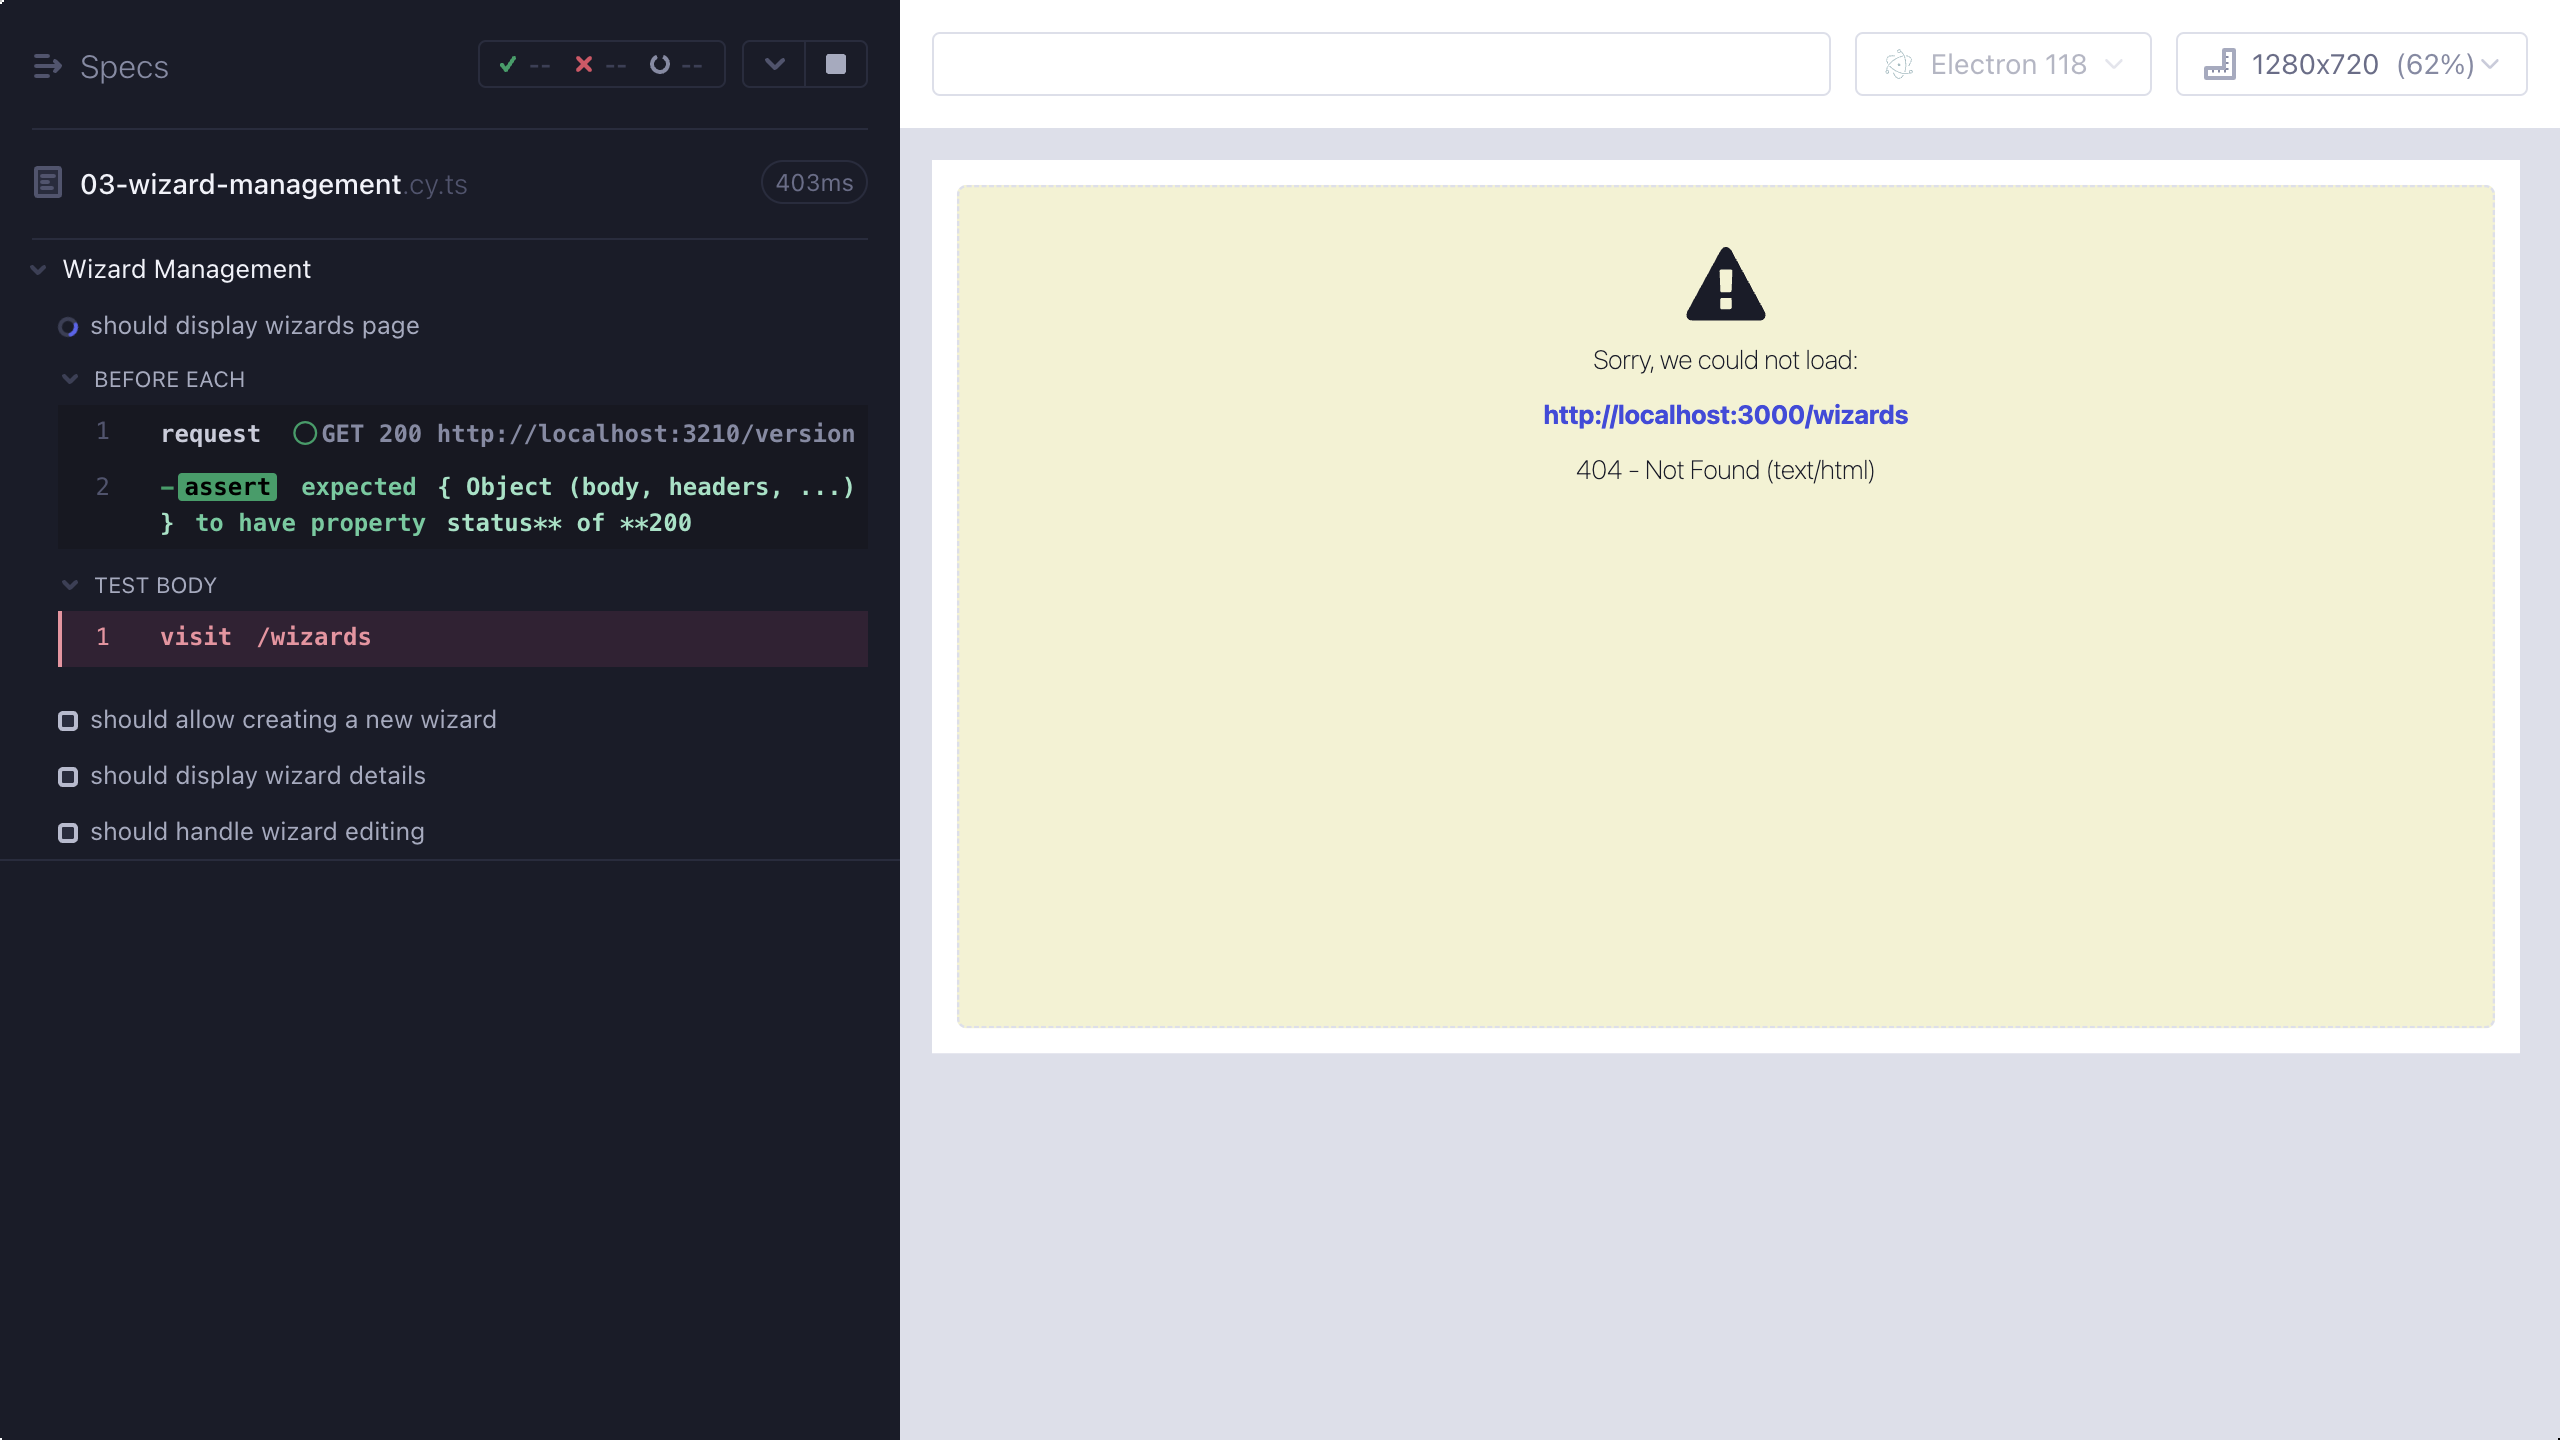 Specs
-- -- --
03-wizard-management.cy.ts
403ms
Wizard Management
should display wizards page
BEFORE EACH
1 request GET 200 http://localhost:3210/version
2 -assert expected { Object (body, headers, ...)
} to have property status** of **200
TEST BODY
1 visit /wizards
should allow creating a new wizard
should display wizard details
should handle wizard editing
Electron 118
1280x720 (62%)
Sorry, we could not load:
http://localhost:3000/wizards
404 - Not Found (text/html)